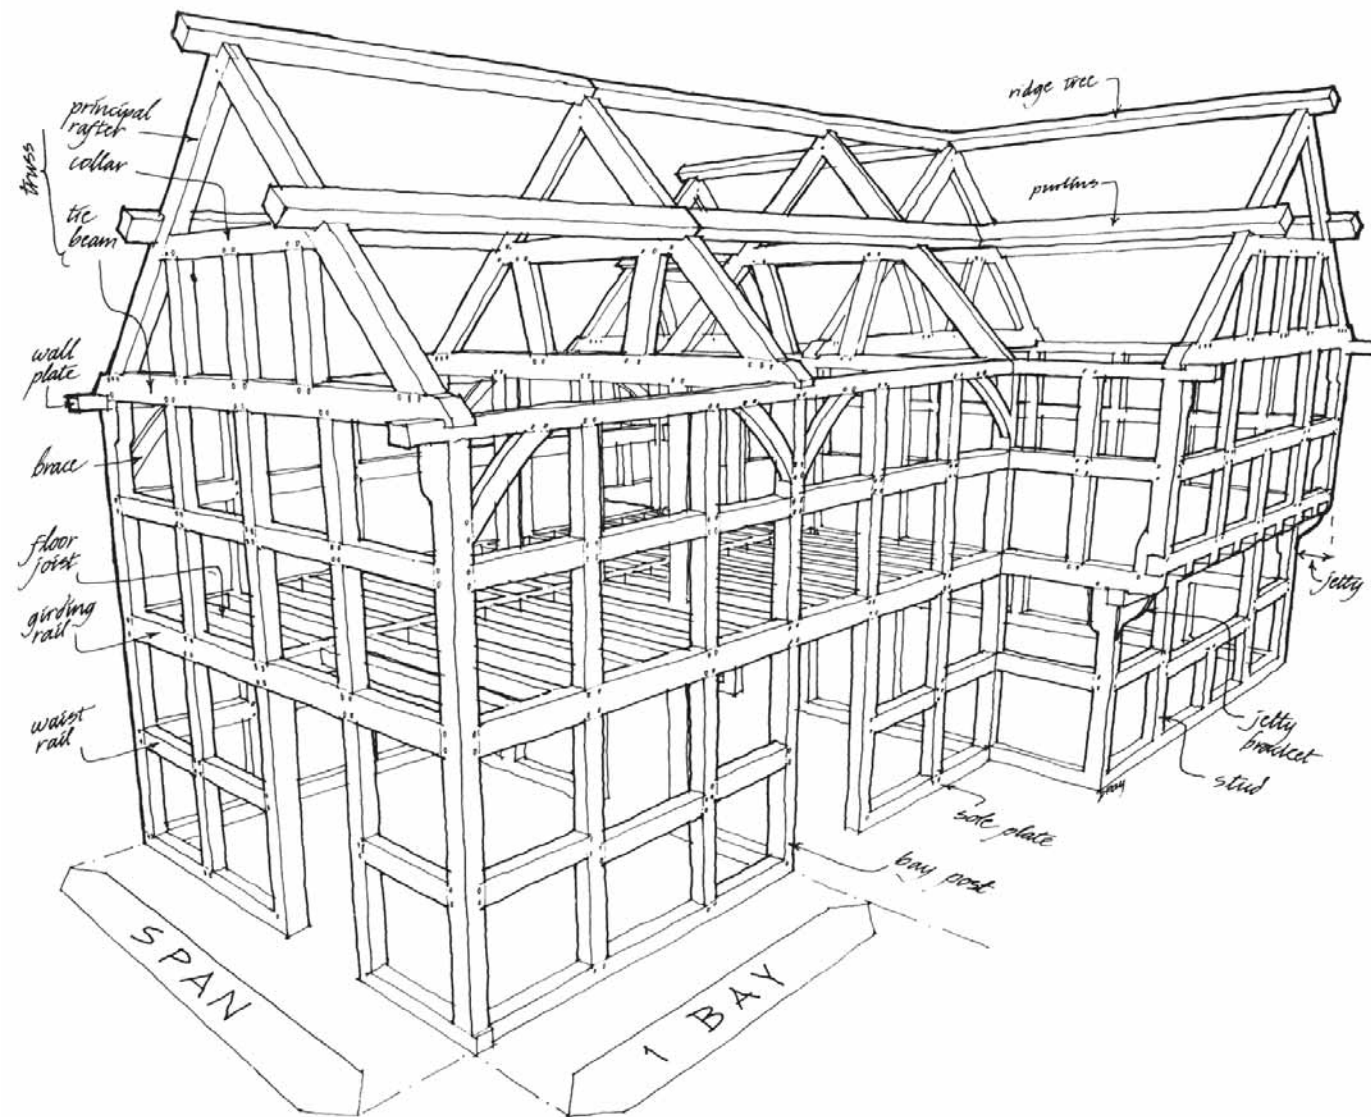 principal
rafter
collar
truss
tie
beam
wall
plate
brace
floor
joist
girding
rail
waist
rail
ridge tree
purlins
jetty
jetty
bracket
stud
sole plate
bay post
SPAN
1 BAY